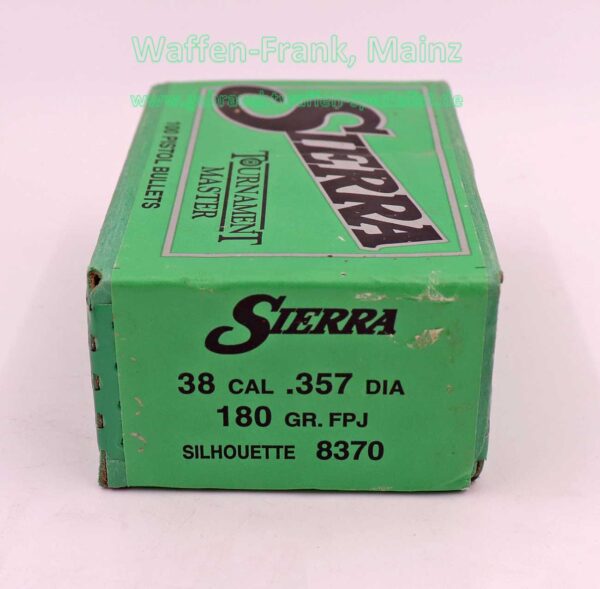 Waffen-Frank, Mainz
SIERRA
TOURNAMENT
MASTER
100 PISTOL BULLETS
SIERRA
38 CAL .357 DIA
180 GR. FPJ
SILHOUETTE 8370